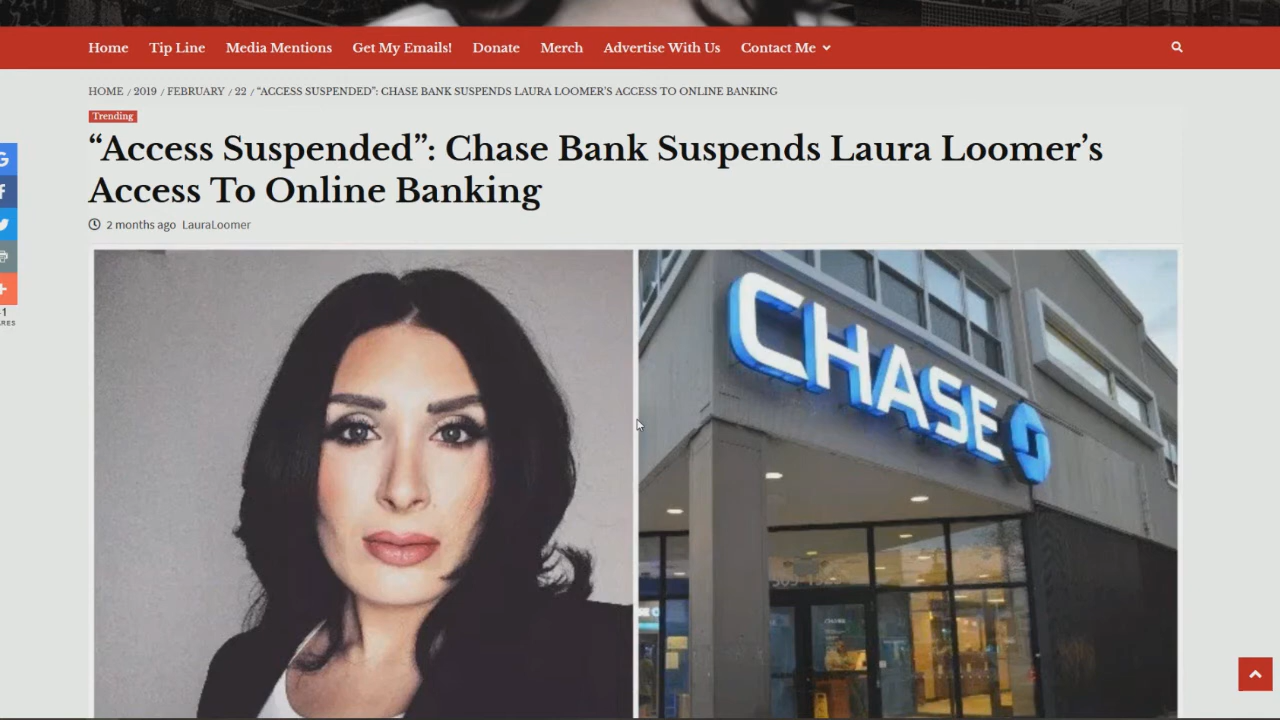 Home Tip Line Media Mentions Get My Emails! Donate Merch Advertise With Us Contact Me
HOME / 2019 / FEBRUARY / 22 / “ACCESS SUSPENDED”: CHASE BANK SUSPENDS LAURA LOOMER’S ACCESS TO ONLINE BANKING
Trending
“Access Suspended”: Chase Bank Suspends Laura Loomer’s
Access To Online Banking
2 months ago LauraLoomer
CHASE